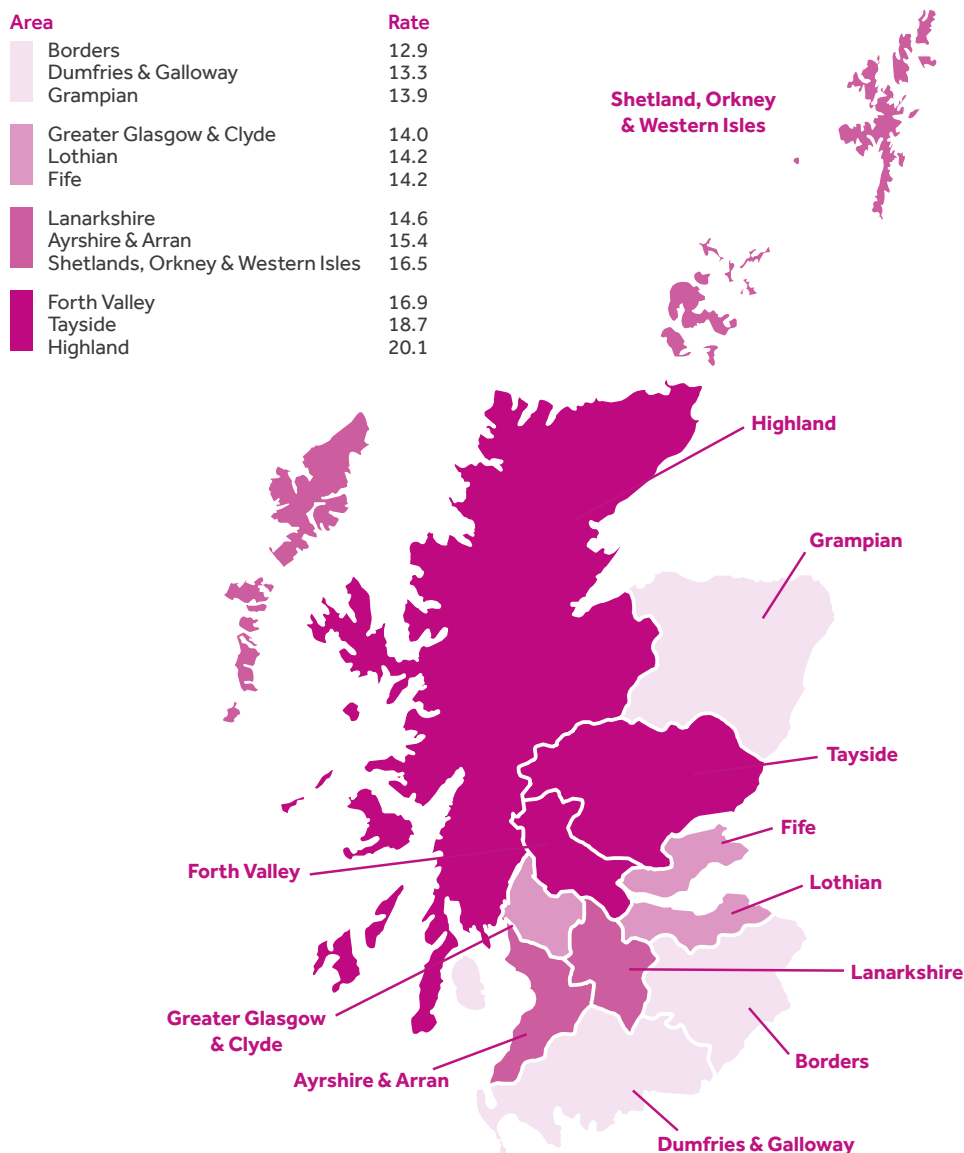 Area Rate
Borders 12.9
Dumfries & Galloway 13.3
Grampian 13.9
Greater Glasgow & Clyde 14.0
Lothian 14.2
Fife 14.2
Lanarkshire 14.6
Ayrshire & Arran 15.4
Shetlands, Orkney & Western Isles 16.5
Forth Valley 16.9
Tayside 18.7
Highland 20.1
Shetland, Orkney
& Western Isles
Highland
Grampian
Tayside
Fife
Forth Valley
Lothian
Lanarkshire
Greater Glasgow
& Clyde
Borders
Ayrshire & Arran
Dumfries & Galloway